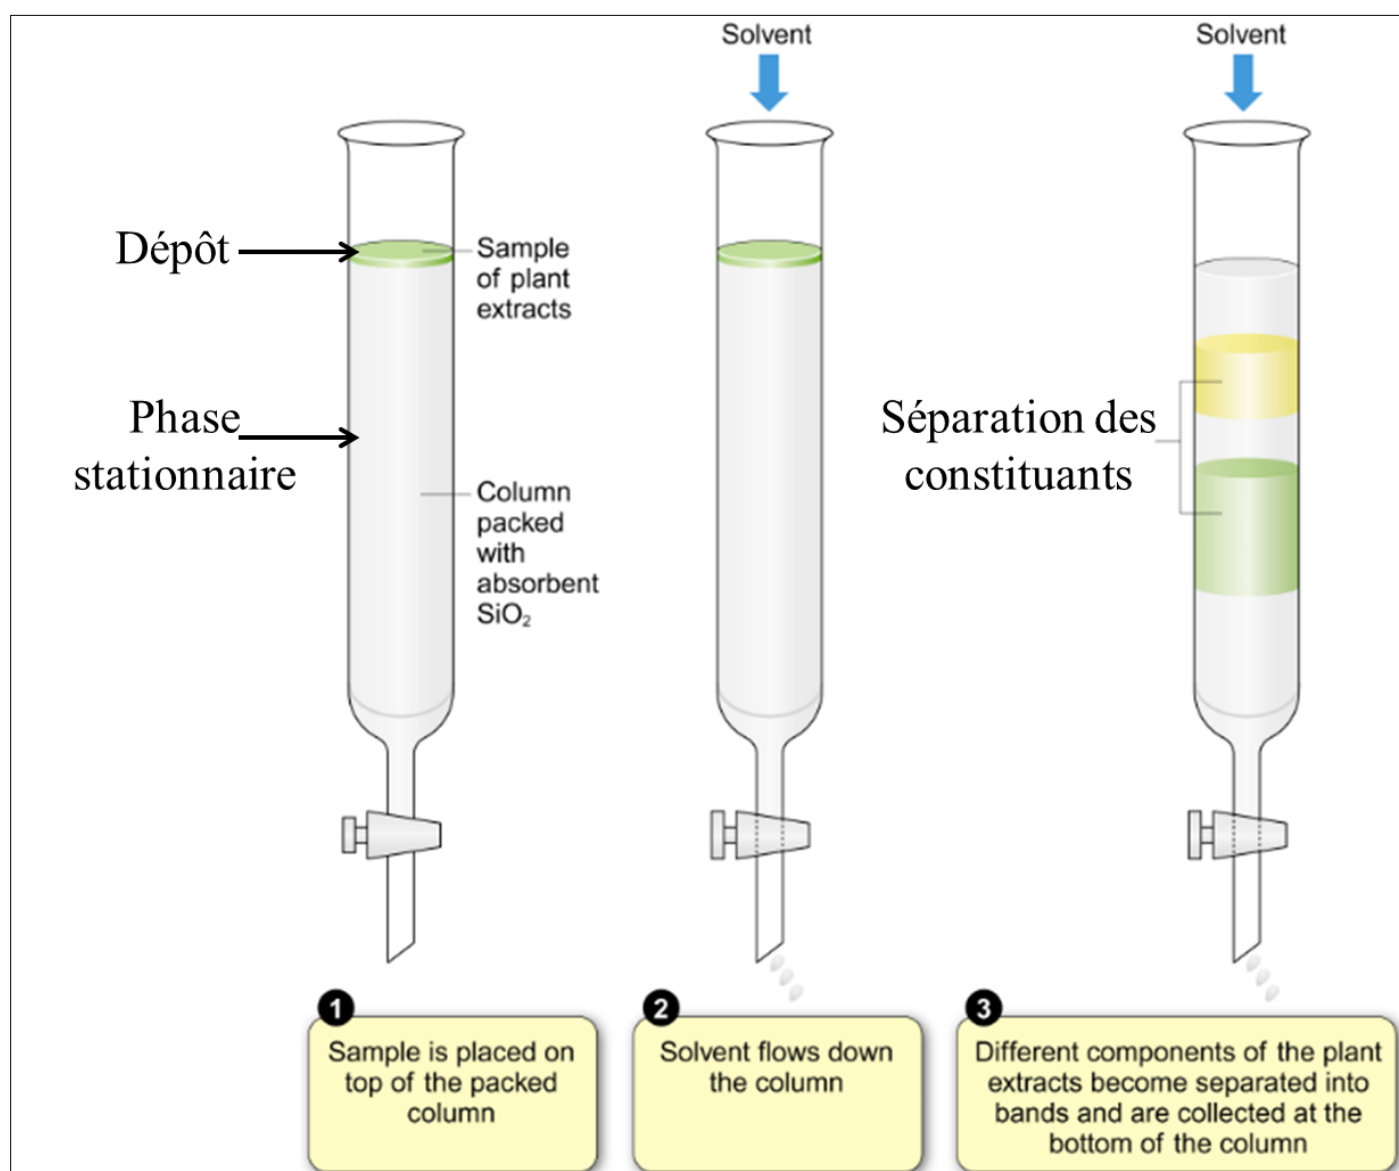 Solvent
Solvent
Dépôt
Sample
of plant
extracts
Phase
stationnaire
Column
packed
with
absorbent
SiO₂
Séparation des
constituants
1
Sample is placed on
top of the packed
column
2
Solvent flows down
the column
3
Different components of the plant
extracts become separated into
bands and are collected at the
bottom of the column